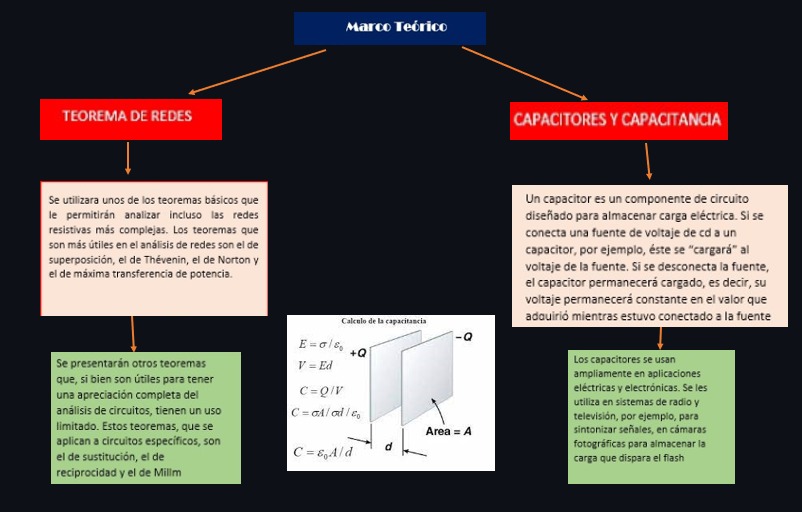 Marco Teórico
TEOREMA DE REDES
Se utilizara unos de los teoremas básicos que
le permitirán analizar incluso las redes
resistivas más complejas. Los teoremas que
son más útiles en el análisis de redes son el de
superposición, el de Thévenin, el de Norton y
el de máxima transferencia de potencia.
Se presentarán otros teoremas
que, si bien son útiles para tener
una apreciación completa del
análisis de circuitos, tienen un uso
limitado. Estos teoremas, que se
aplican a circuitos específicos, son
el de sustitución, el de
reciprocidad y el de Millm
Calculo de la capacitancia
E = σ/ε₀
V = Ed
C = Q/V
C = σA/σd/ε₀
C = ε₀A/d
+Q
–Q
Area = A
d
CAPACITORES Y CAPACITANCIA
Un capacitor es un componente de circuito
diseñado para almacenar carga eléctrica. Si se
conecta una fuente de voltaje de cd a un
capacitor, por ejemplo, éste se “cargará” al
voltaje de la fuente. Si se desconecta la fuente,
el capacitor permanecerá cargado, es decir, su
voltaje permanecerá constante en el valor que
adquirió mientras estuvo conectado a la fuente
Los capacitores se usan
ampliamente en aplicaciones
eléctricas y electrónicas. Se les
utiliza en sistemas de radio y
televisión, por ejemplo, para
sintonizar señales, en cámaras
fotográficas para almacenar la
carga que dispara el flash